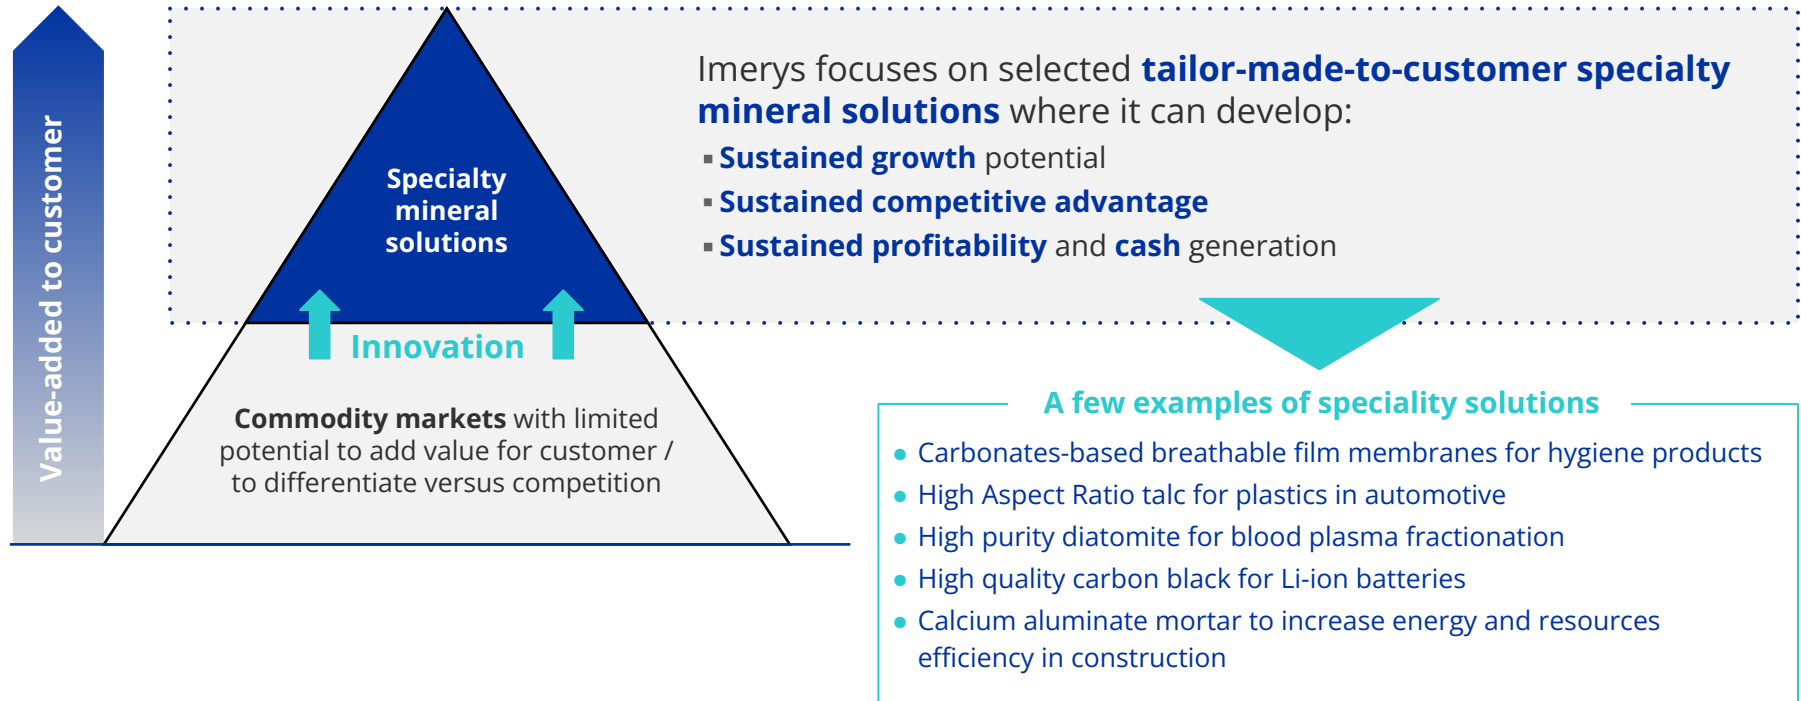 Value-added to customer
Specialty
mineral
solutions
Innovation
Commodity markets with limited
potential to add value for customer /
to differentiate versus competition
Imerys focuses on selected tailor-made-to-customer specialty
mineral solutions where it can develop:
▪ Sustained growth potential
▪ Sustained competitive advantage
▪ Sustained profitability and cash generation
A few examples of speciality solutions
● Carbonates-based breathable film membranes for hygiene products
● High Aspect Ratio talc for plastics in automotive
● High purity diatomite for blood plasma fractionation
● High quality carbon black for Li-ion batteries
● Calcium aluminate mortar to increase energy and resources
efficiency in construction